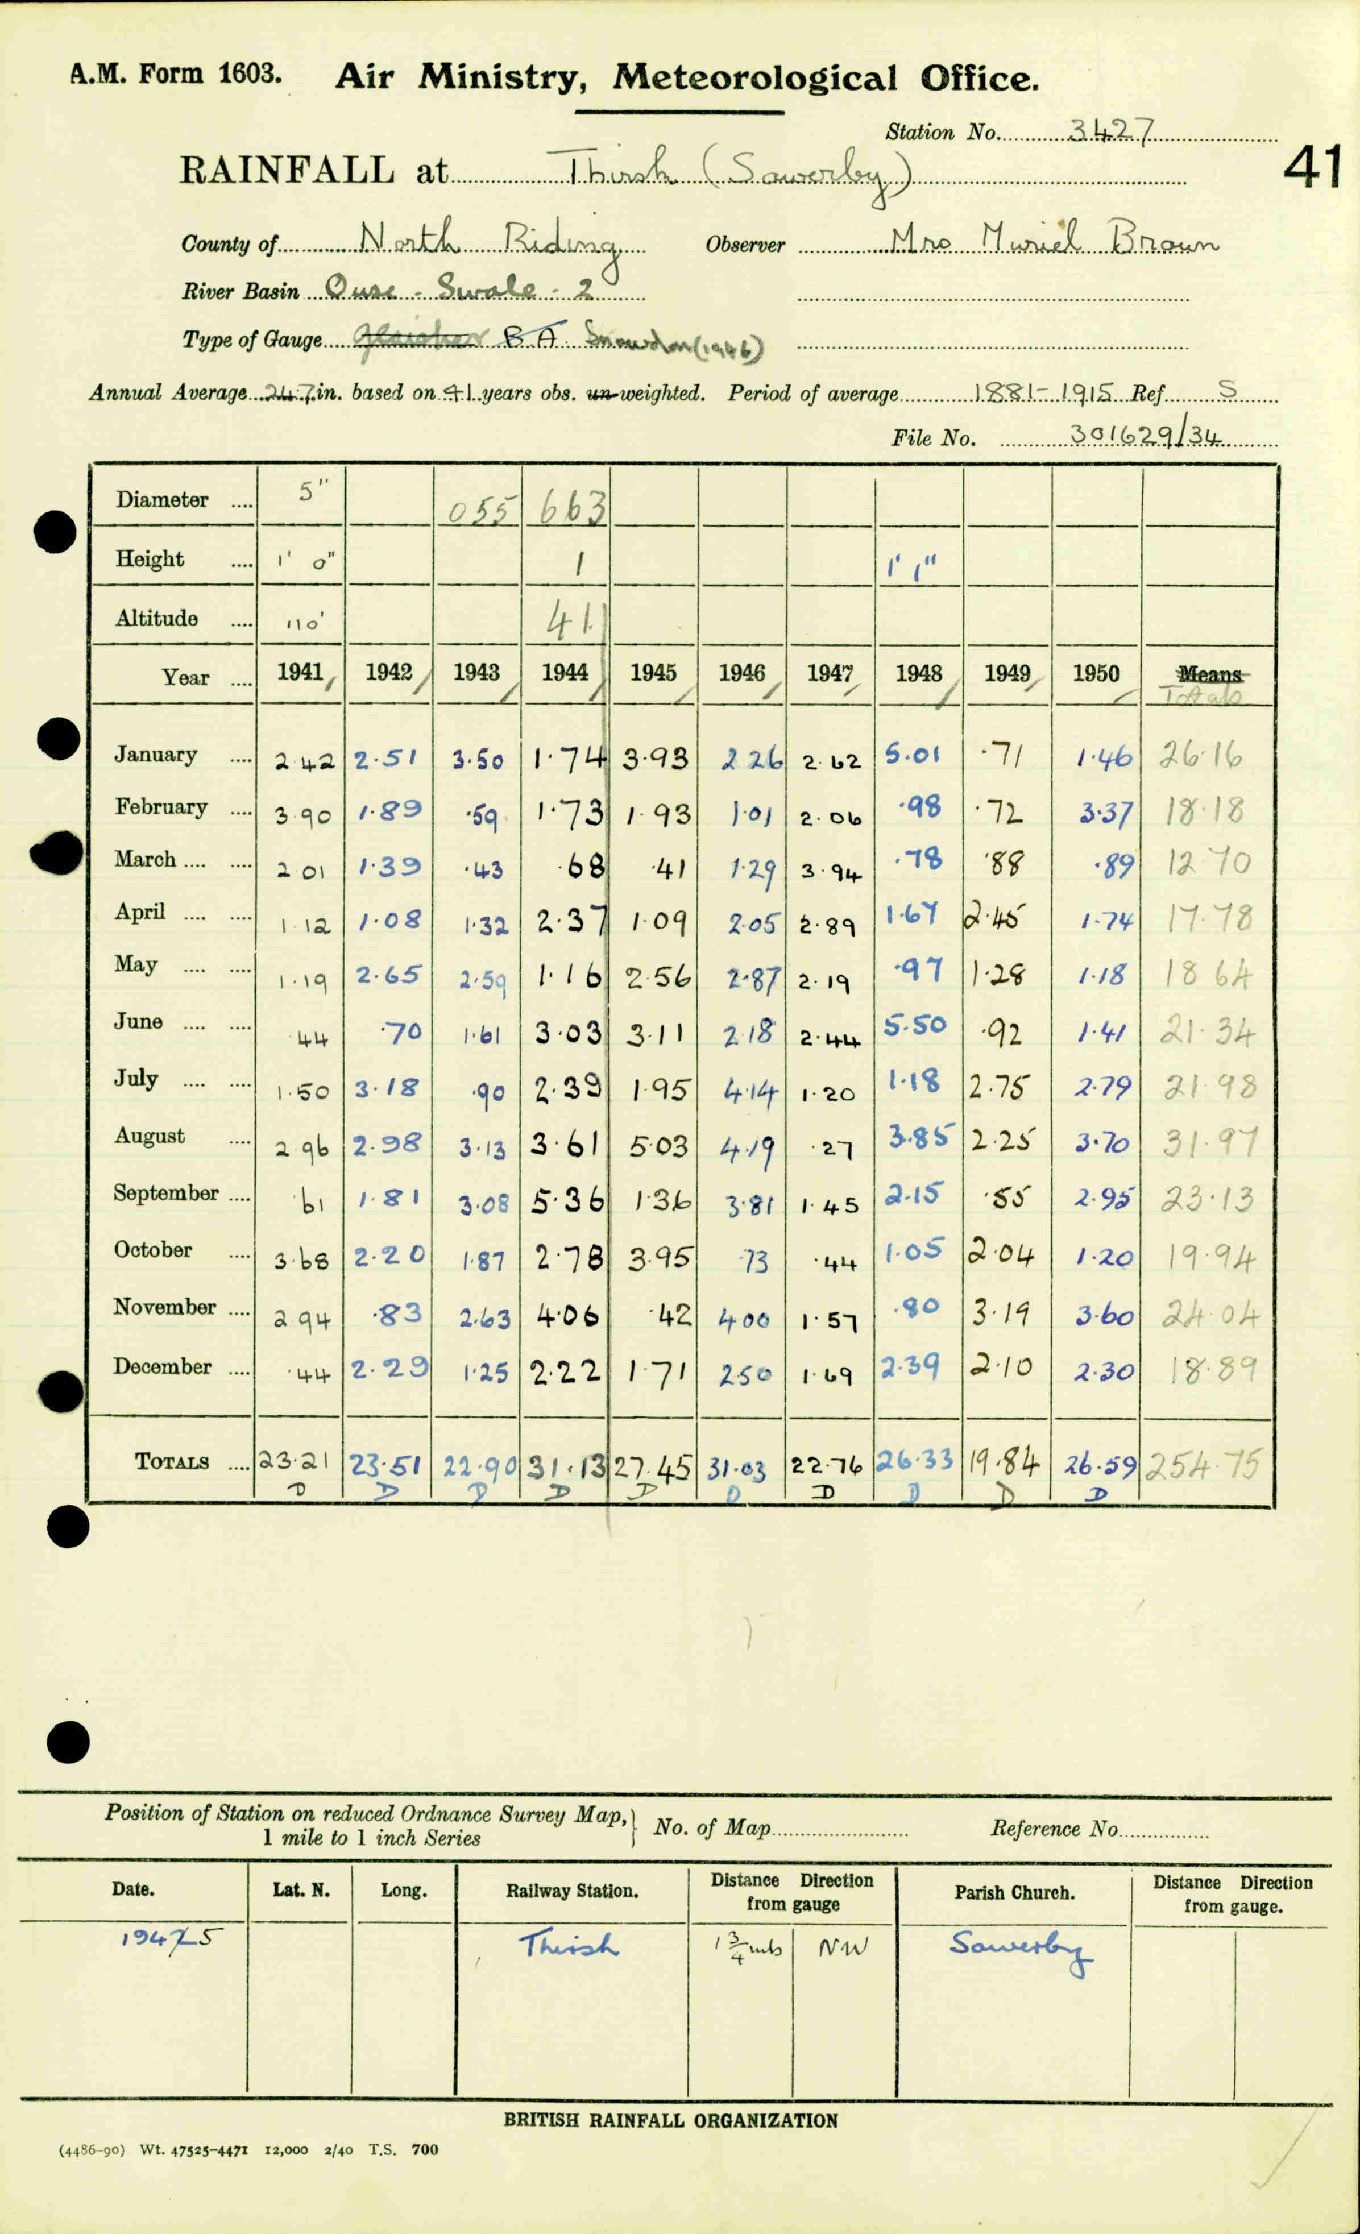 A.M. Form 1603. Air Ministry, Meteorological Office.
Station No. 3427
41
RAINFALL at Thirsk (Sowerby)
County of North Riding Observer Mrs Muriel Brown
River Basin Ouse - Swale - 2
Type of Gauge Glaisher B A Snowdon (1946)
Annual Average 24.7 in. based on 41 years obs. un-weighted. Period of average 1881-1915 Ref. S
File No. 301629/34
Diameter .... 5" 055 663
Height .... 1' 0" 1 1' 1"
Altitude .... 110' 41
Year .... 1941 1942 1943 1944 1945 1946 1947 1948 1949 1950 Means
Totals
January .... 2.42 2.51 3.50 1.74 3.93 2 26 2.62 5.01 .71 1.46 26.16
February .... 3.90 1.89 .59 1.73 1.93 1.01 2.06 .98 .72 3.37 18.18
March .... .... 2 01 1.39 .43 .68 .41 1.29 3.94 .78 .88 .89 12.70
April .... .... 1.12 1.08 1.32 2.37 1.09 2.05 2.89 1.67 2.45 1.74 17.78
May .... .... 1.19 2.65 2.59 1.16 2.56 2.87 2.19 .97 1.28 1.18 18 64
June .... .... .44 .70 1.61 3.03 3.11 2.18 2.44 5.50 .92 1.41 21.34
July .... .... 1.50 3.18 .90 2.39 1.95 4.14 1.20 1.18 2.75 2.79 21.98
August .... 2.96 2.98 3.13 3.61 5.03 4.19 .27 3.85 2.25 3.70 31.97
September .... .61 1.81 3.08 5.36 1.36 3.81 1.45 2.15 .55 2.95 23.13
October .... 3.68 2.20 1.87 2.78 3.95 .73 .44 1.05 2.04 1.20 19.94
November .... 2 94 .83 2.63 4.06 .42 4.00 1.57 .80 3.19 3.60 24.04
December .... .44 2.29 1.25 2.22 1.71 2.50 1.69 2.39 2.10 2.30 18.89
TOTALS .... 23.21 23.51 22.90 31.13 27.45 31.03 22.76 26.33 19.84 26.59 254.75
D D D D D D D D D D
Position of Station on reduced Ordnance Survey Map, } No. of Map Reference No.
1 mile to 1 inch Series
Date. Lat. N. Long. Railway Station. Distance Direction from gauge Parish Church. Distance Direction from gauge.
1945 Thirsk 1 3/4 mls NW Sowerby
BRITISH RAINFALL ORGANIZATION
(4486-90) Wt. 47525-4471 12,000 2/40 T.S. 700